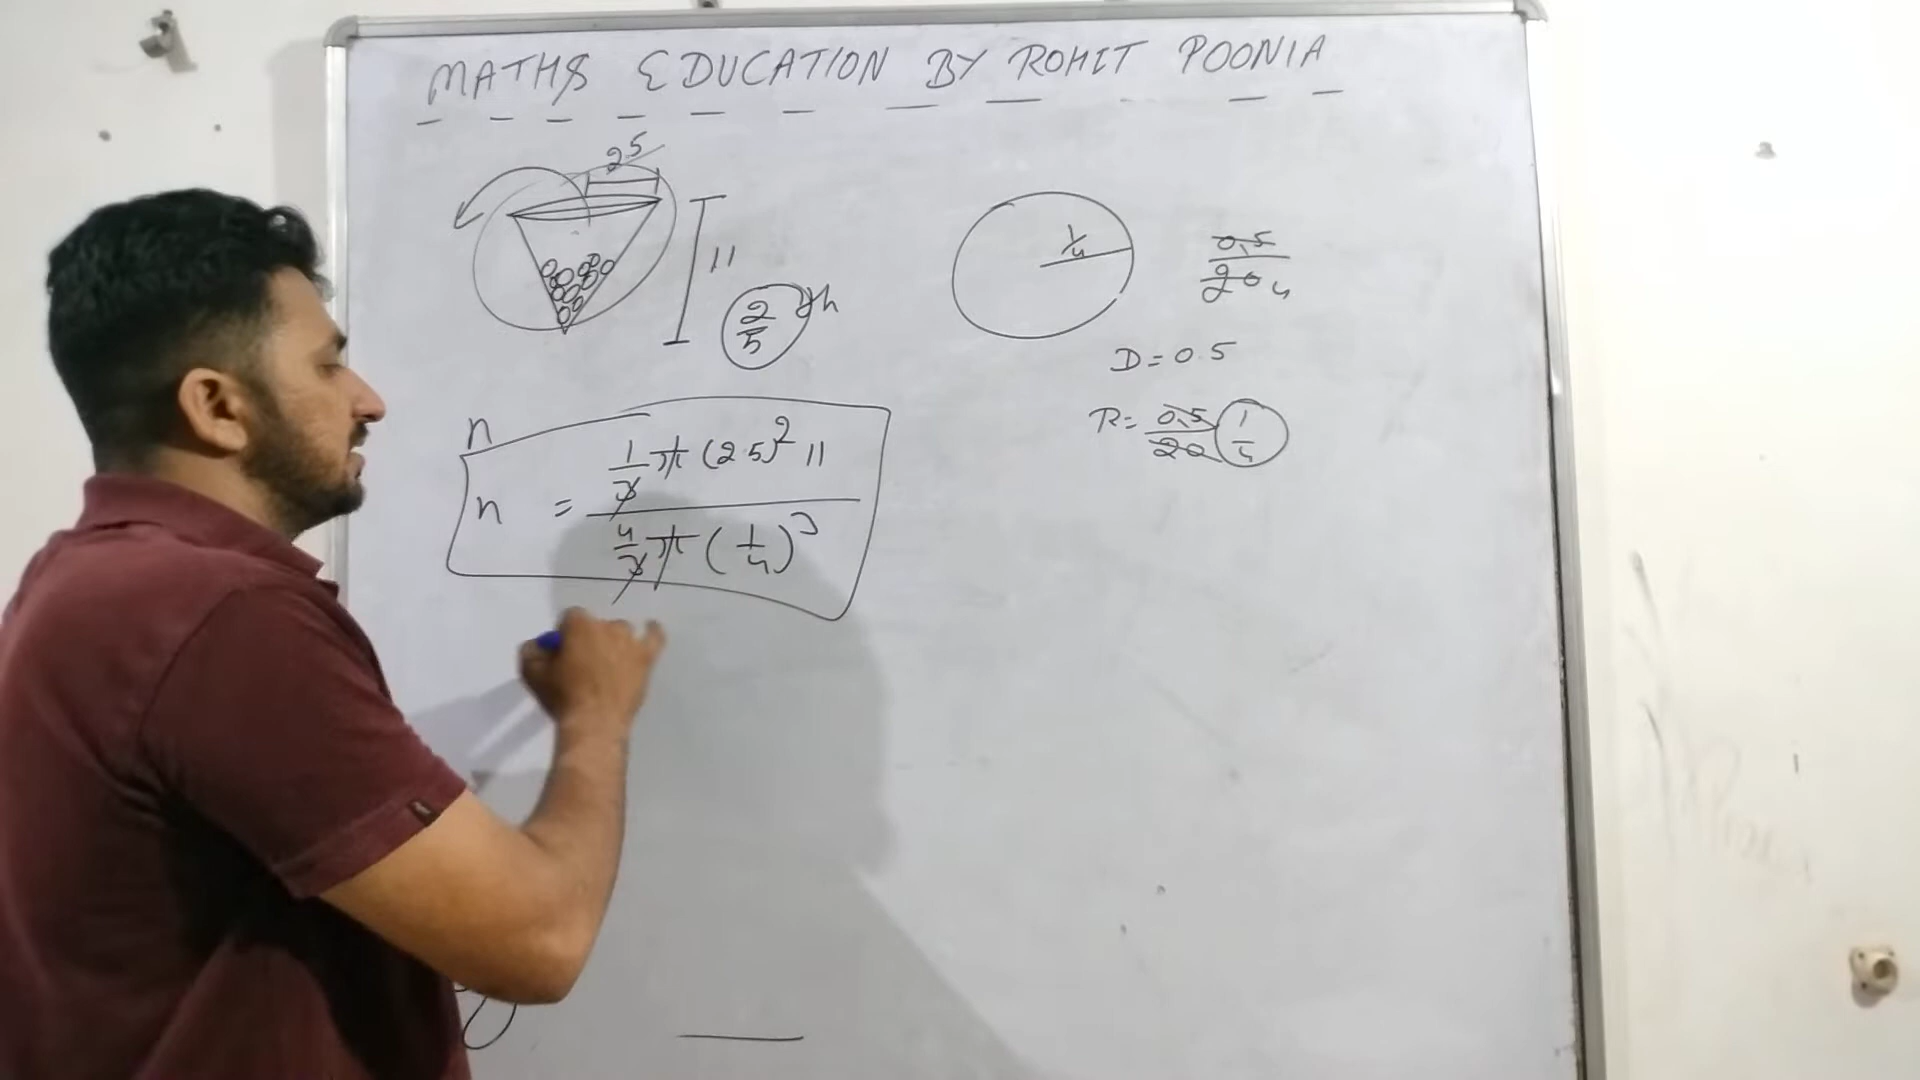 MATHS EDUCATION BY ROHIT POONIA
2 5
11
2/5 th
1/4
0.5/20 4
D = 0.5
R = 0.5/20 1/4
n
n = 1/3 π (2.5)² 11
4/3 π (1/4)³